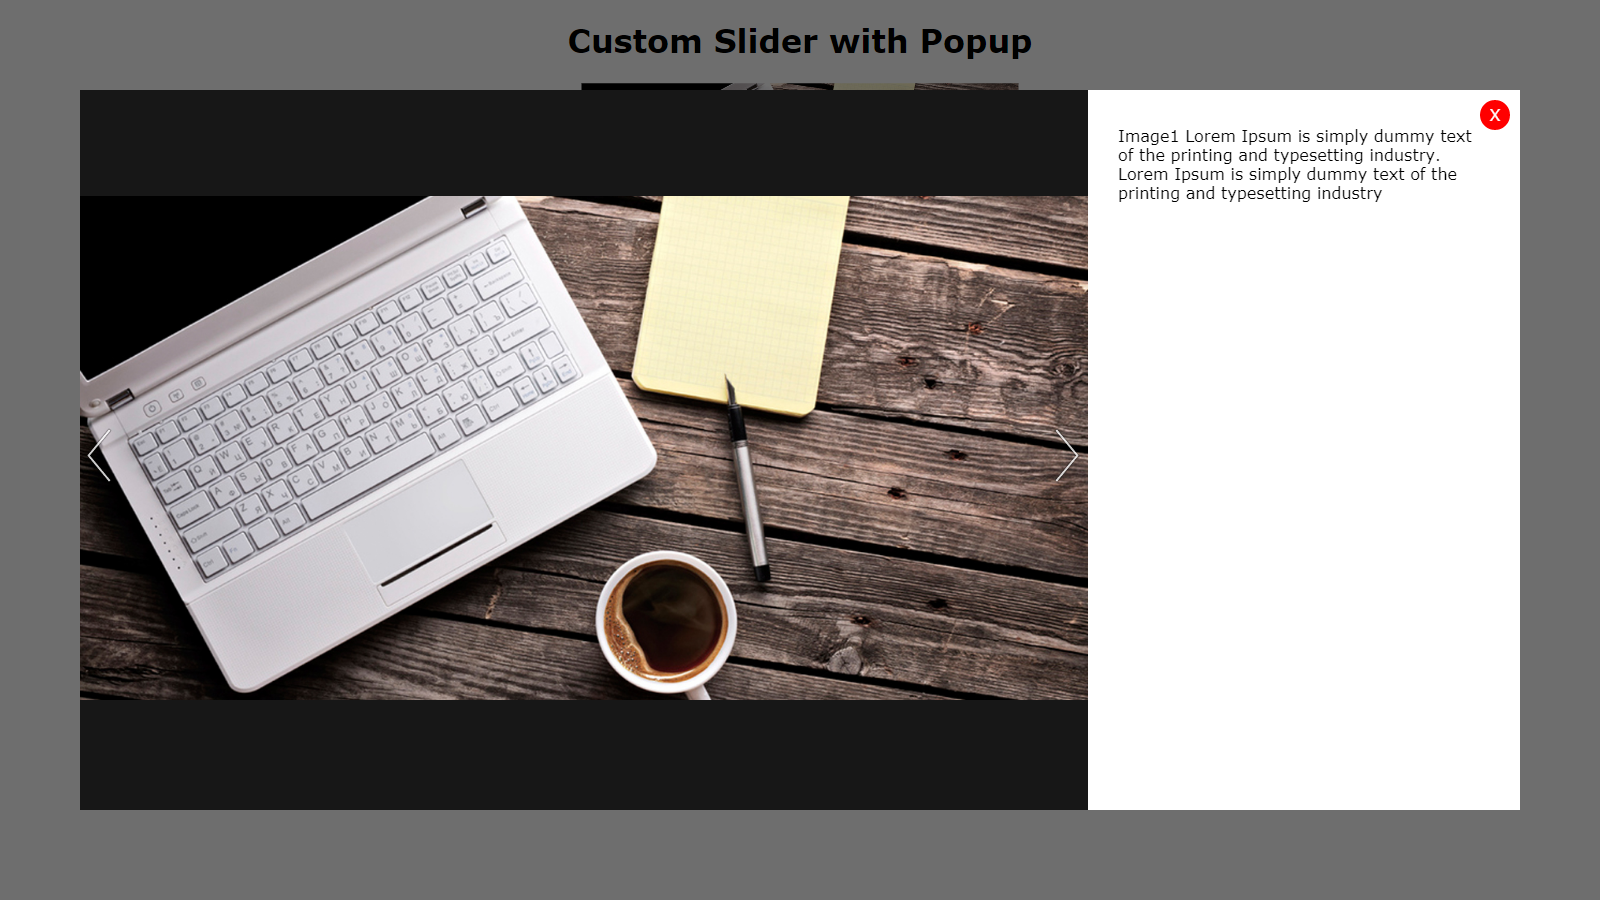 Custom Slider with Popup
X
Image1 Lorem Ipsum is simply dummy text
of the printing and typesetting industry.
Lorem Ipsum is simply dummy text of the
printing and typesetting industry